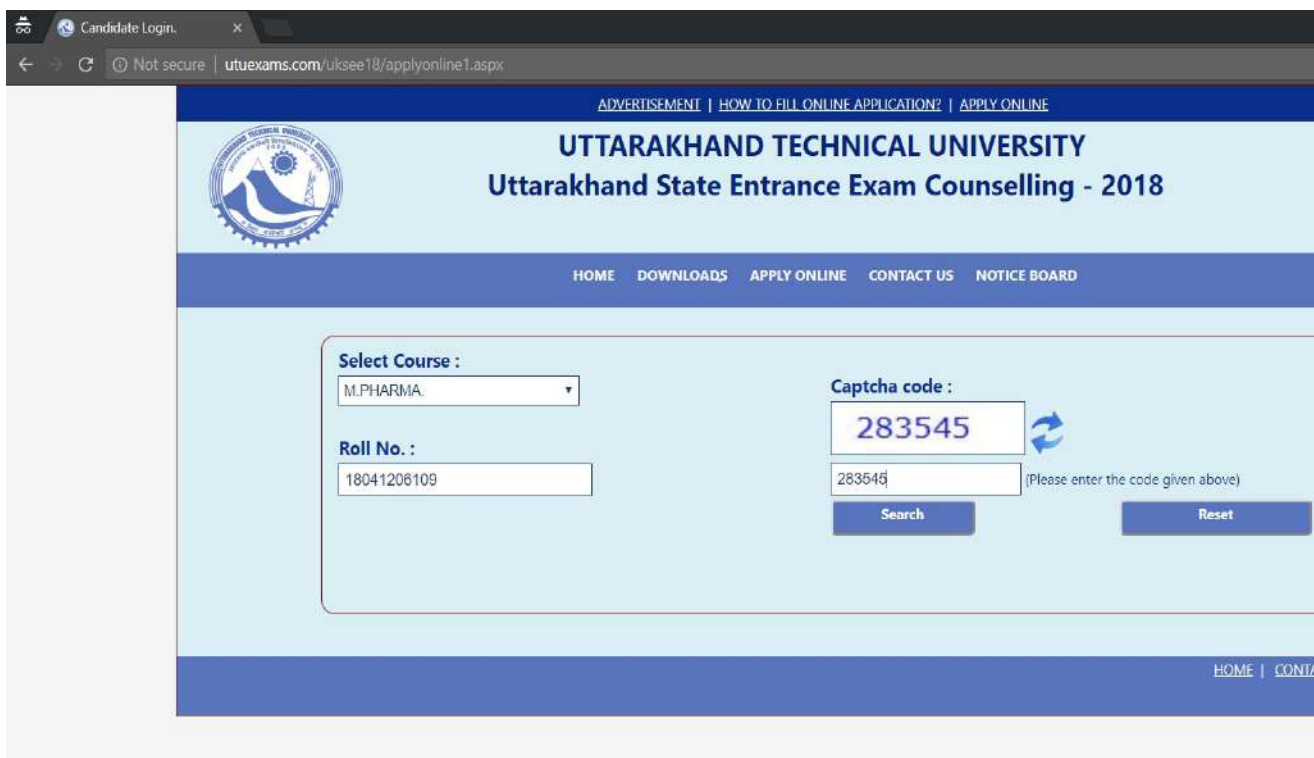 Candidate Login.
Not secure | utuexams.com/uksee18/applyonline1.aspx
ADVERTISEMENT | HOW TO FILL ONLINE APPLICATION? | APPLY ONLINE
UTTARAKHAND TECHNICAL UNIVERSITY
Uttarakhand State Entrance Exam Counselling - 2018
HOME DOWNLOADS APPLY ONLINE CONTACT US NOTICE BOARD
Select Course :
M.PHARMA.
Roll No. :
18041206109
Captcha code :
283545
283545 (Please enter the code given above)
Search Reset
HOME | CONTA